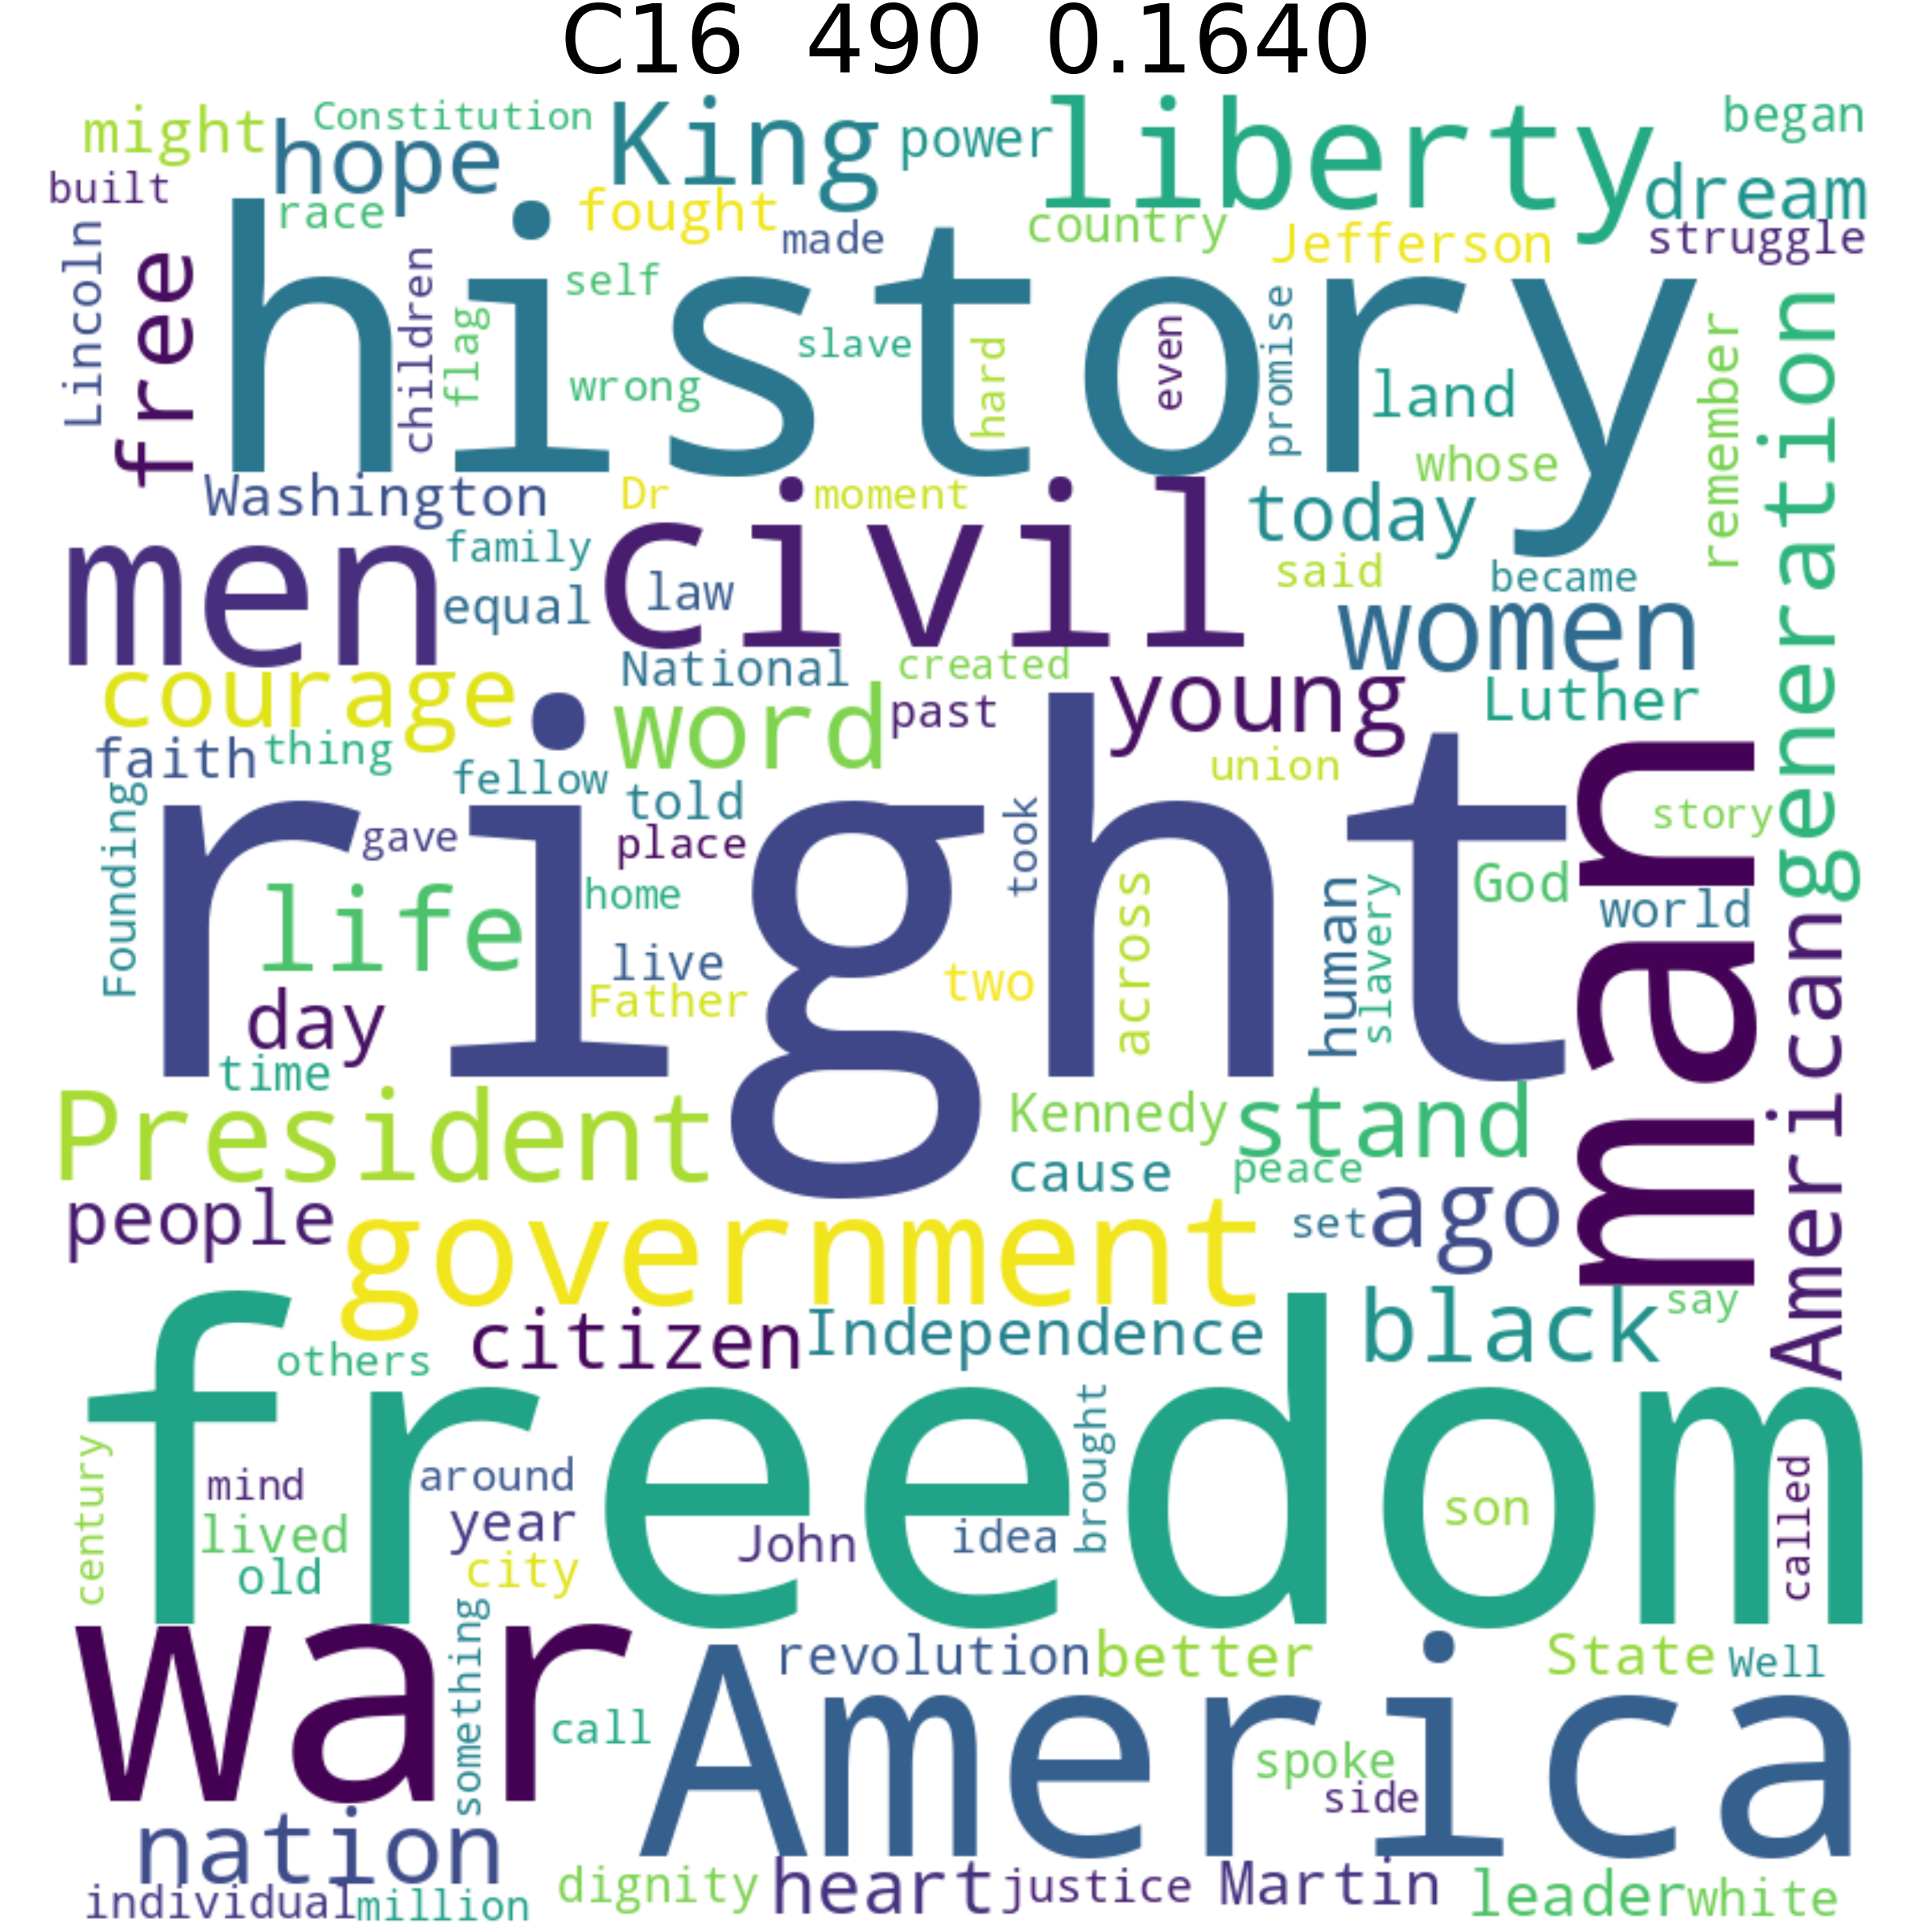 C16 490 0.1640
might
Constitution
hope
King
power
liberty
began
built
race
fought
made
country
Jefferson
dream
struggle
Lincoln
free
history
children
flag
self
wrong
slave
hard
even
promise
land
whose
remember
generation
Washington
Dr
moment
civil
today
men
family
equal
law
said
became
women
courage
National
created
word
past
young
Luther
faith
thing
fellow
told
union
right
man
story
Founding
gave
place
took
life
home
across
human
slavery
God
world
American
day
live
Father
two
time
President
Kennedy
stand
cause
peace
people
government
set
ago
freedom
others
citizen
Independence
black
say
century
mind
around
lived
year
old
city
John
idea
brought
son
called
war
something
revolution
better
State
Well
call
America
spoke
side
nation
individual
million
dignity
heart
justice
Martin
leader
white